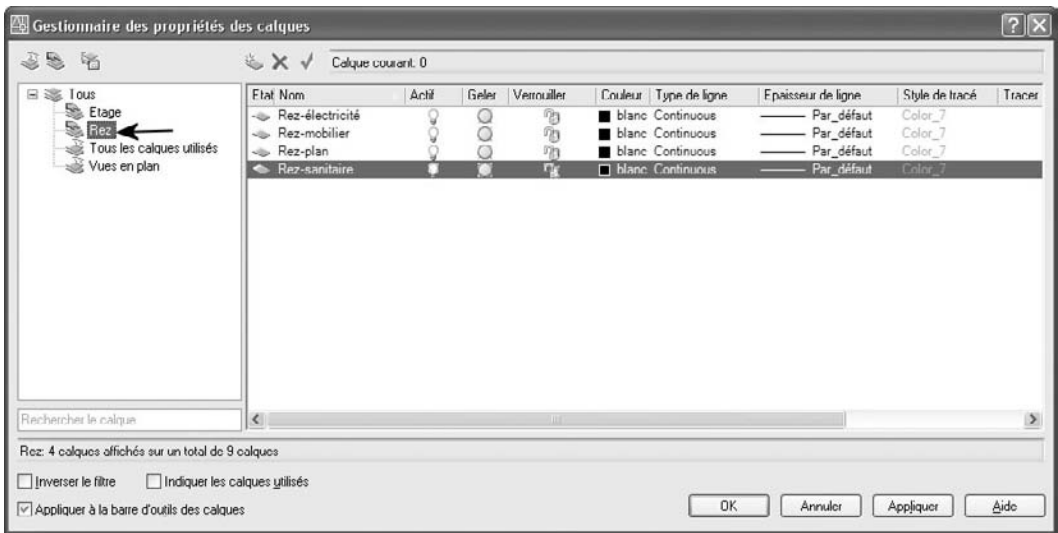 Gestionnaire des propriétés des calques
Calque courant: 0
Tous
Etage
Rez
Tous les calques utilisés
Vues en plan
Etat Nom Actif Geler Verrouiller Couleur Type de ligne Epaisseur de ligne Style de tracé Tracer
Rez-électricité blanc Continuous Par_défaut Color_7
Rez-mobilier blanc Continuous Par_défaut Color_7
Rez-plan blanc Continuous Par_défaut Color_7
Rez-sanitaire blanc Continuous Par_défaut Color_7
Rechercher le calque
Rez: 4 calques affichés sur un total de 9 calques
Inverser le filtre Indiquer les calques utilisés
Appliquer à la barre d'outils des calques
OK Annuler Appliquer Aide